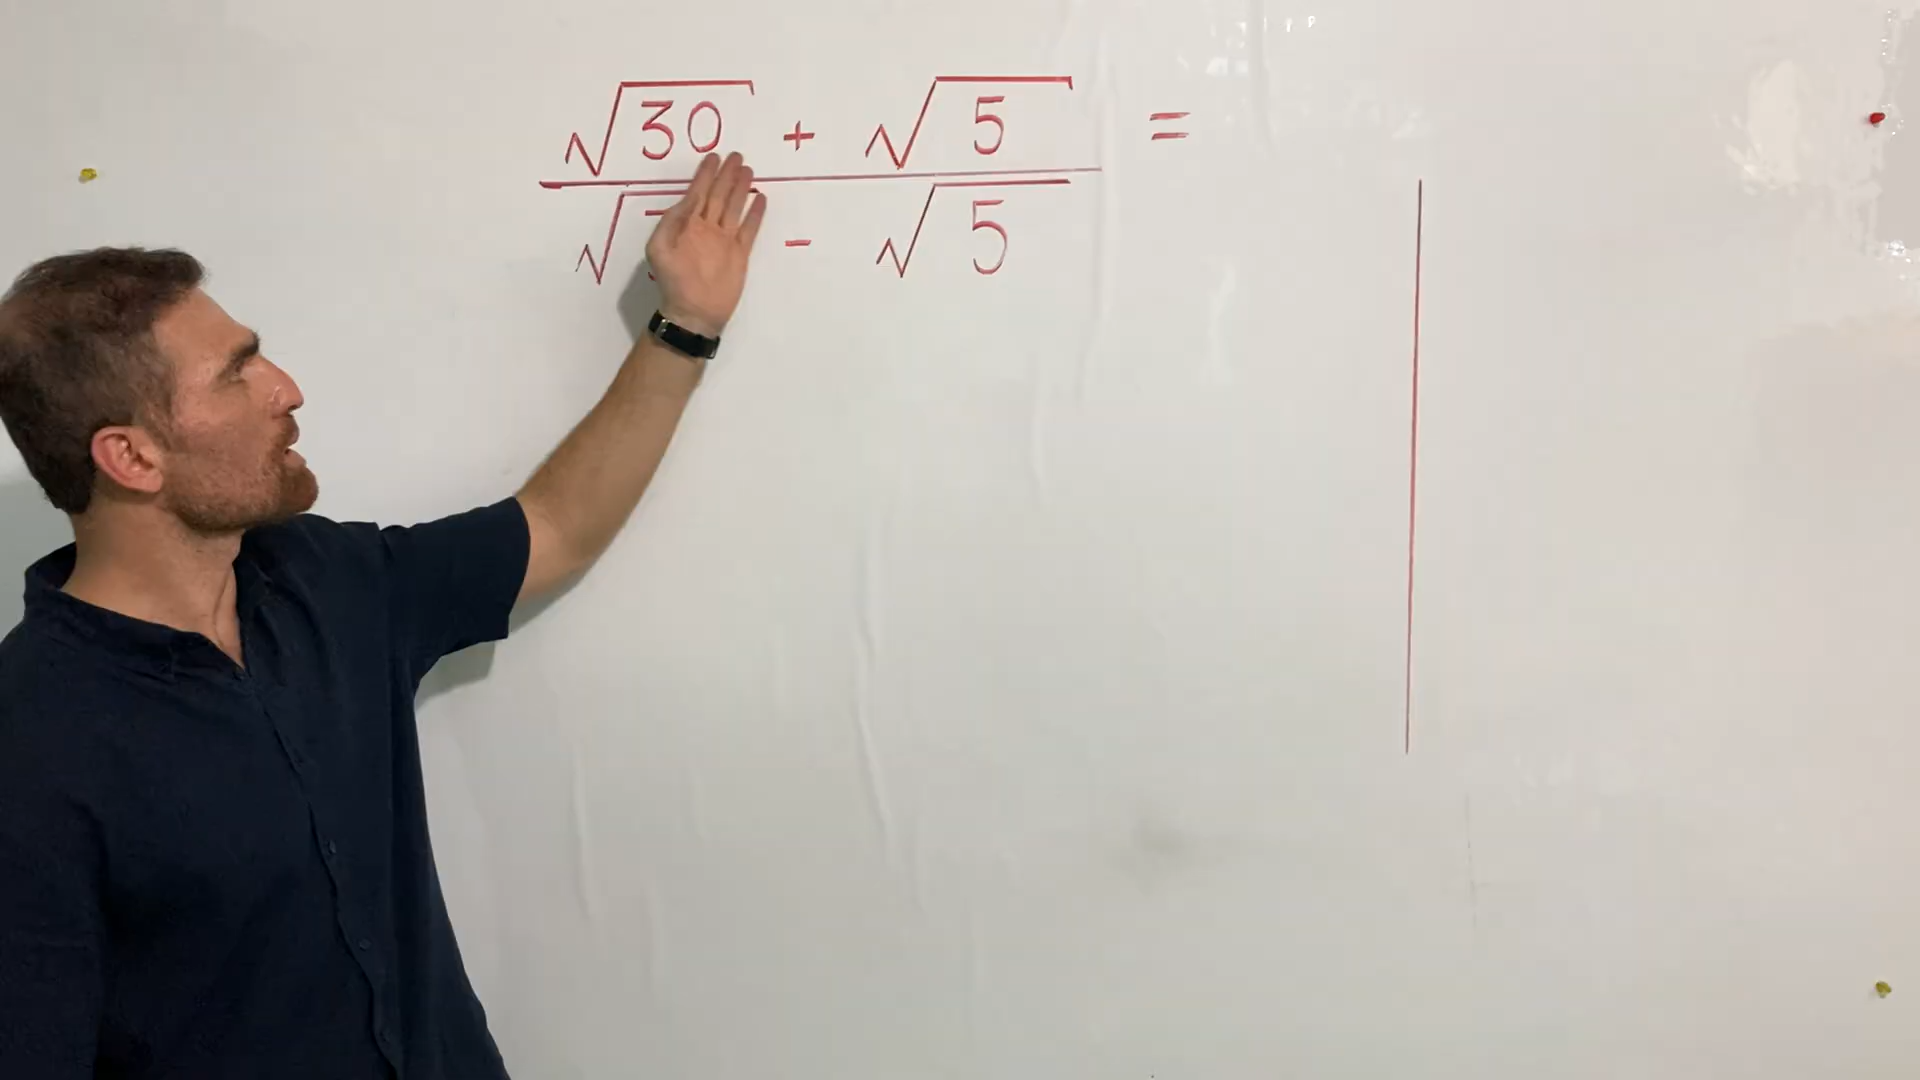 √30 + √5 =
√ - √5